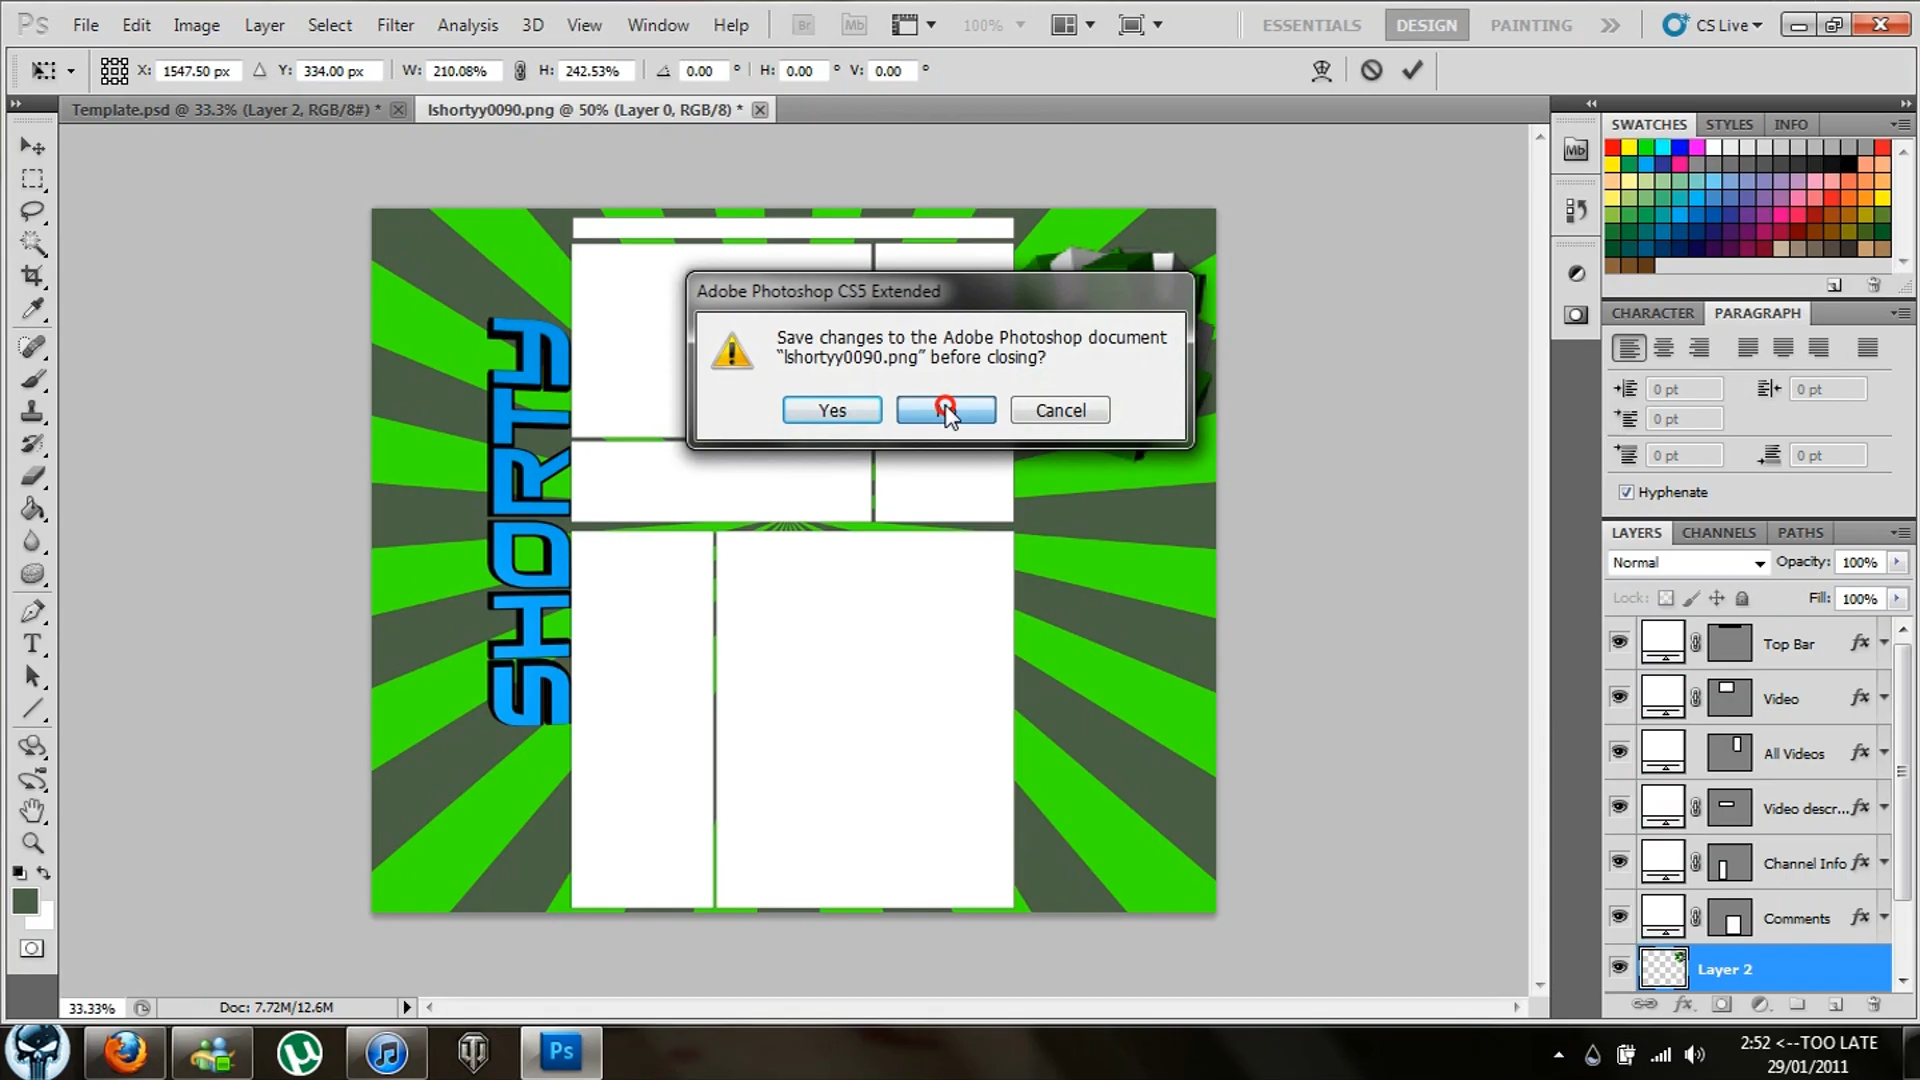 Ps File Edit Image Layer Select Filter Analysis 3D View Window Help Br Mb 100% ESSENTIALS DESIGN PAINTING CS Live
X: 1547.50 px Y: 334.00 px W: 210.08% H: 242.53% 0.00 ° H: 0.00 ° V: 0.00 °
Template.psd @ 33.3% (Layer 2, RGB/8#) * lshortyy0090.png @ 50% (Layer 0, RGB/8) *
SWATCHES STYLES INFO
Mb
Adobe Photoshop CS5 Extended
Save changes to the Adobe Photoshop document
“lshortyy0090.png” before closing?
Yes Cancel
SHORTY
CHARACTER PARAGRAPH
0 pt 0 pt
0 pt
0 pt 0 pt
Hyphenate
LAYERS CHANNELS PATHS
Normal Opacity: 100%
Lock: Fill: 100%
Top Bar fx
Video fx
All Videos fx
Video descr... fx
Channel Info fx
Comments fx
Layer 2
T
33.33% Doc: 7.72M/12.6M
fx
Ps
2:52 <--TOO LATE
29/01/2011